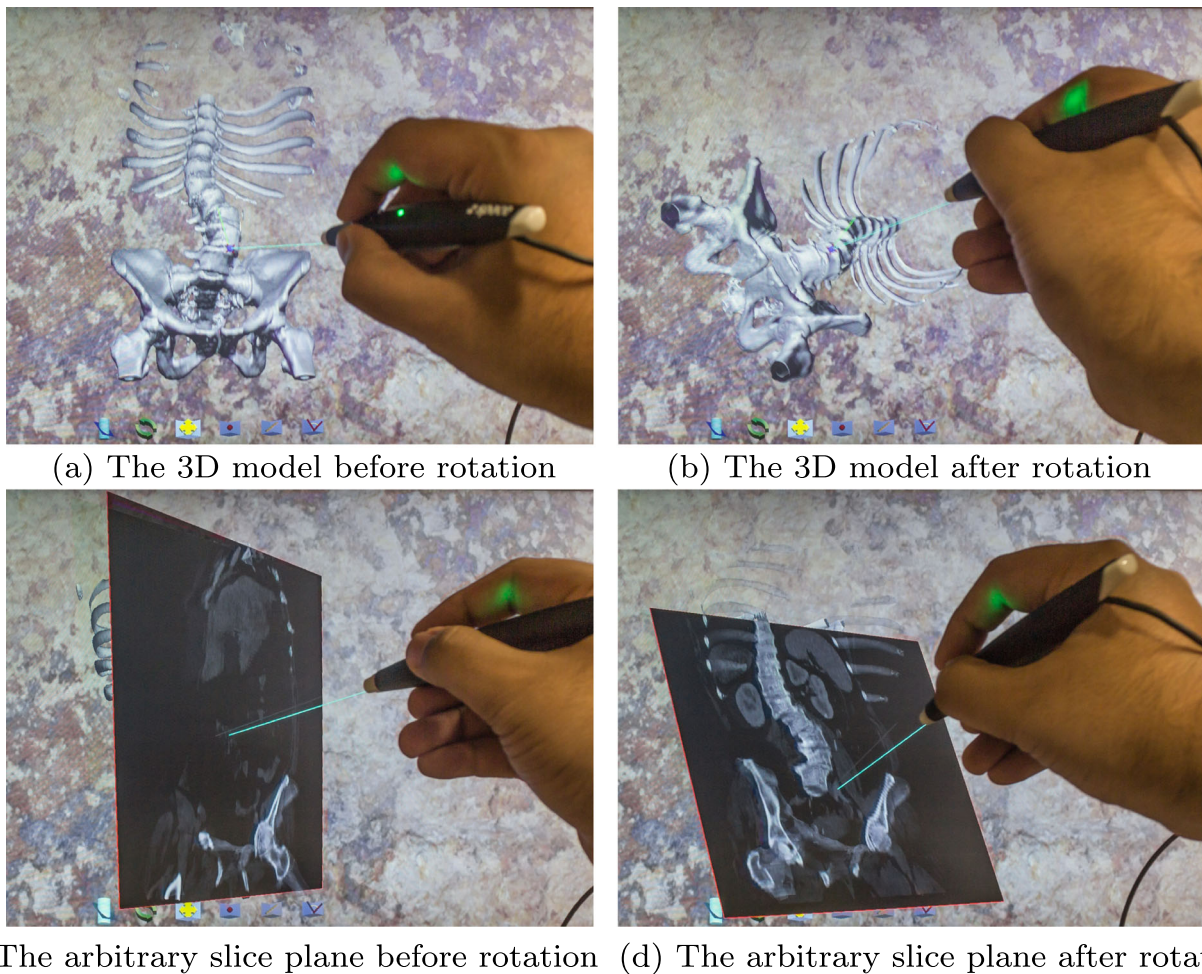 (a) The 3D model before rotation
(b) The 3D model after rotation
The arbitrary slice plane before rotation
(d) The arbitrary slice plane after rota